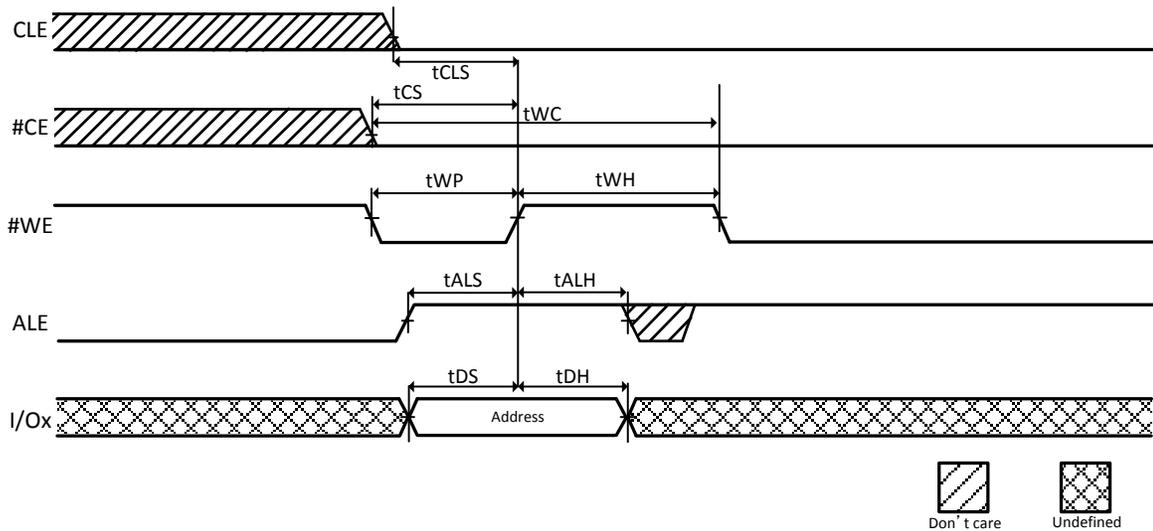 CLE
tCLS
tCS
#CE
tWC
tWP
tWH
#WE
tALS
tALH
ALE
tDS
tDH
I/Ox
Address
Don’t care
Undefined